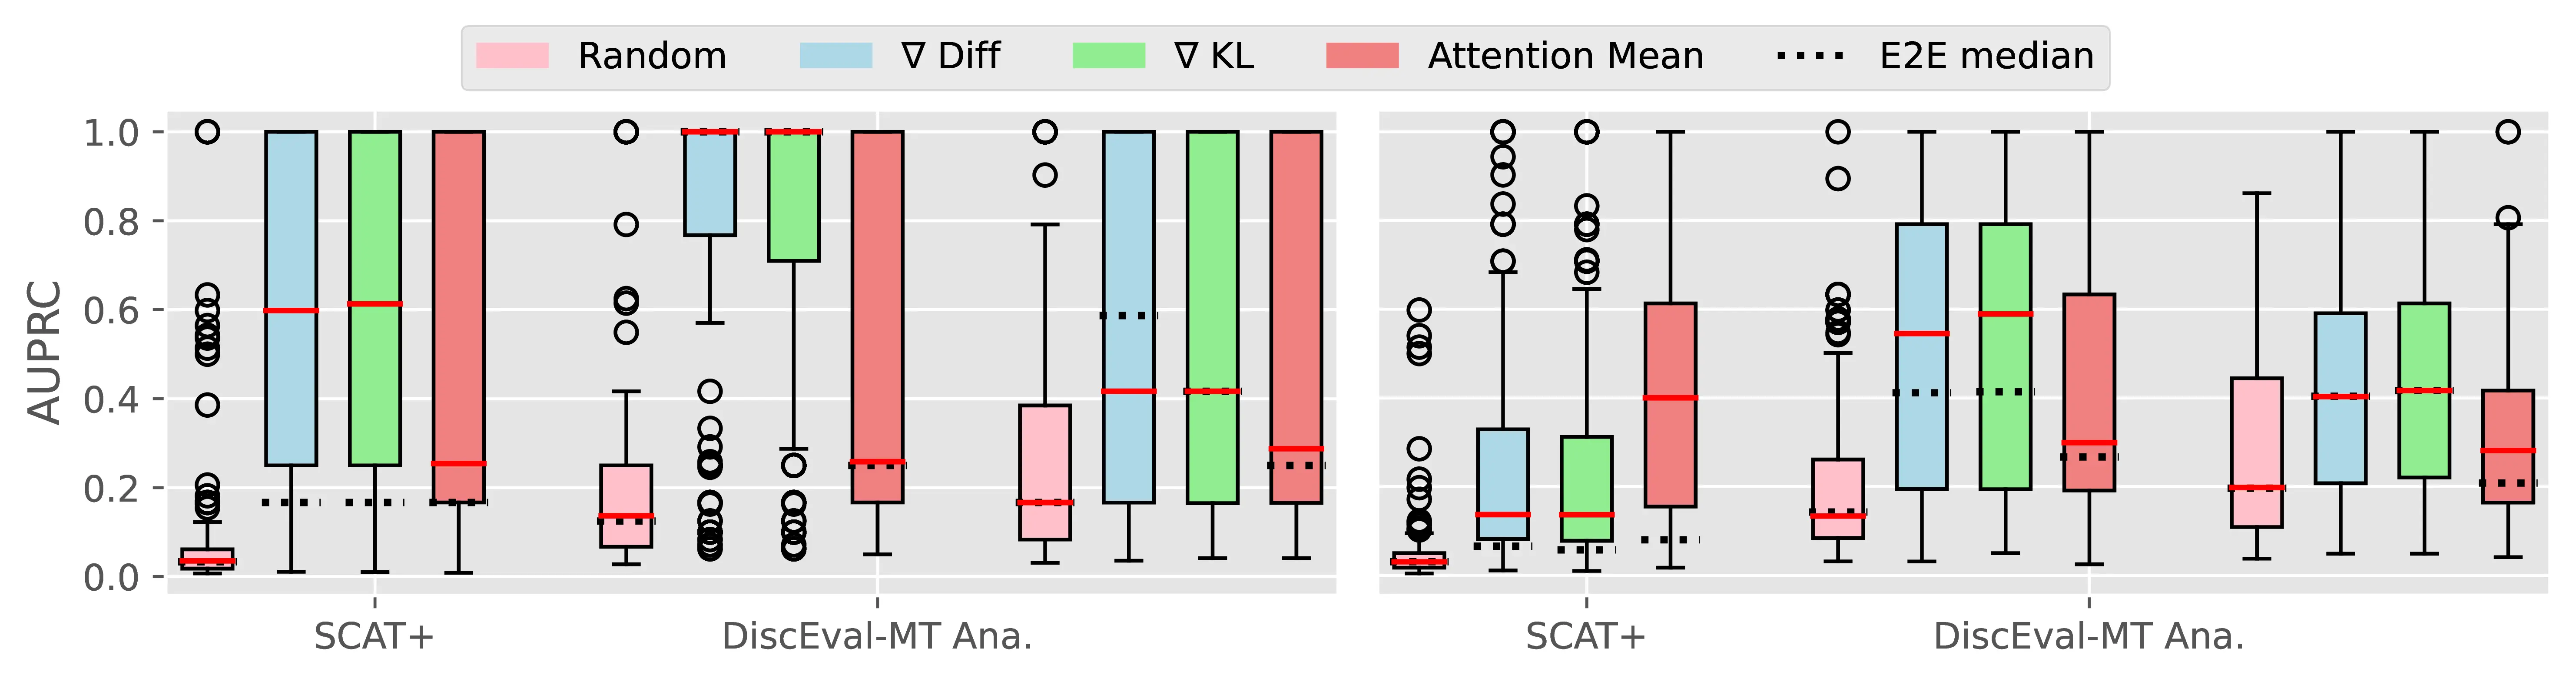 Random ∇ Diff ∇ KL Attention Mean E2E median
AUPRC
1.0
0.8
0.6
0.4
0.2
0.0
SCAT+ DiscEval-MT Ana. SCAT+ DiscEval-MT Ana.